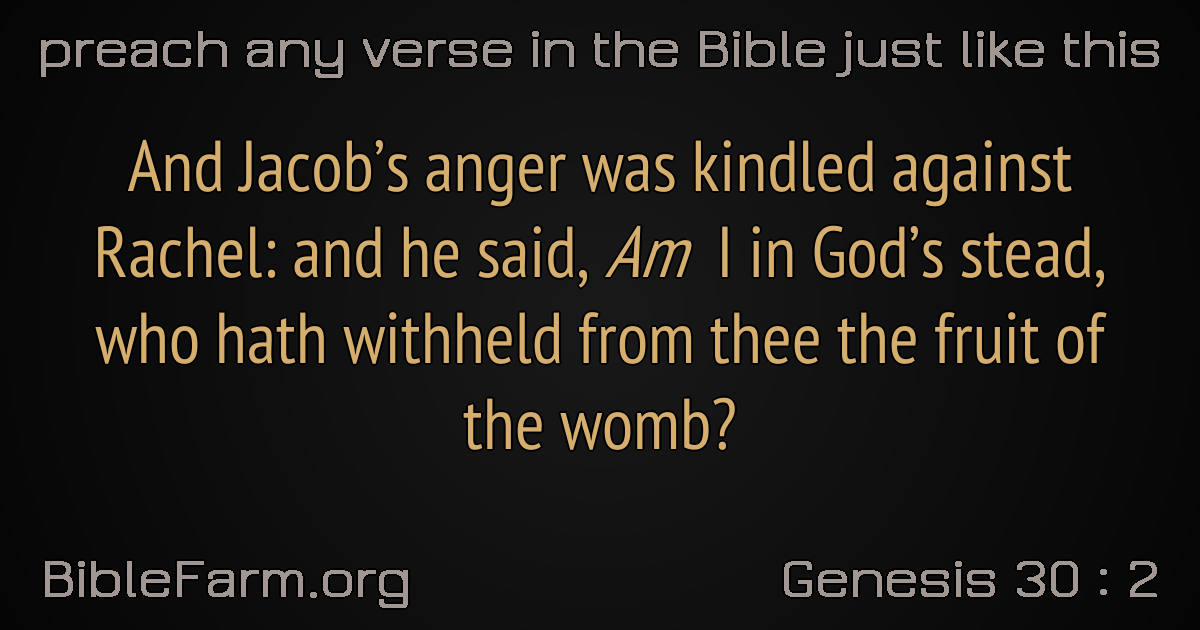 preach any verse in the Bible just like this
And Jacob’s anger was kindled against
Rachel: and he said, Am I in God’s stead,
who hath withheld from thee the fruit of
the womb?
BibleFarm.org
Genesis 30 : 2